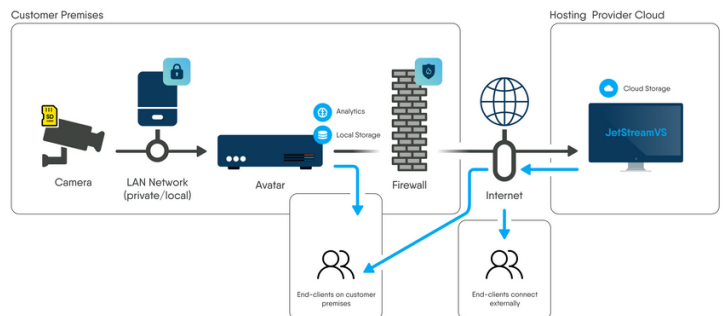 Customer Premises
Hosting Provider Cloud
SD
Analytics
Local Storage
Cloud Storage
JetStreamVS
Camera
LAN Network
(private/local)
Avatar
Firewall
Internet
End-clients on customer
premises
End-clients connect
externally